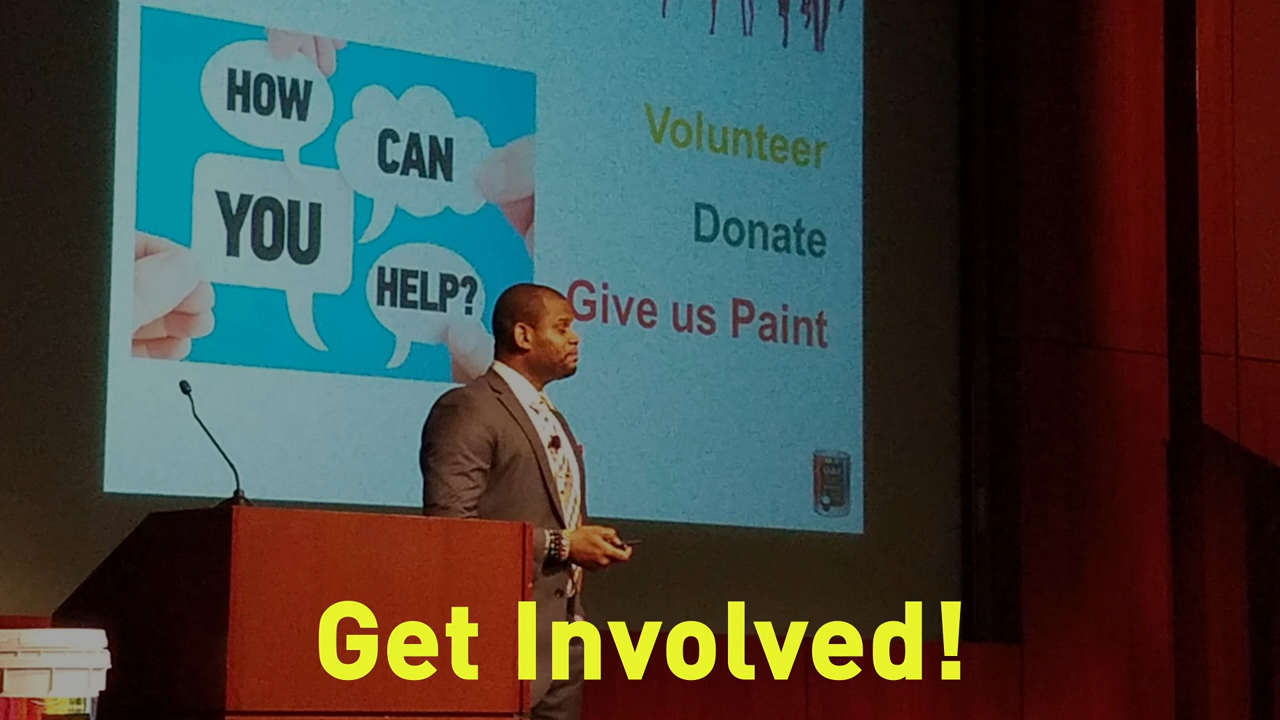 HOW
CAN
YOU
HELP?
Volunteer
Donate
Give us Paint
Get Involved!